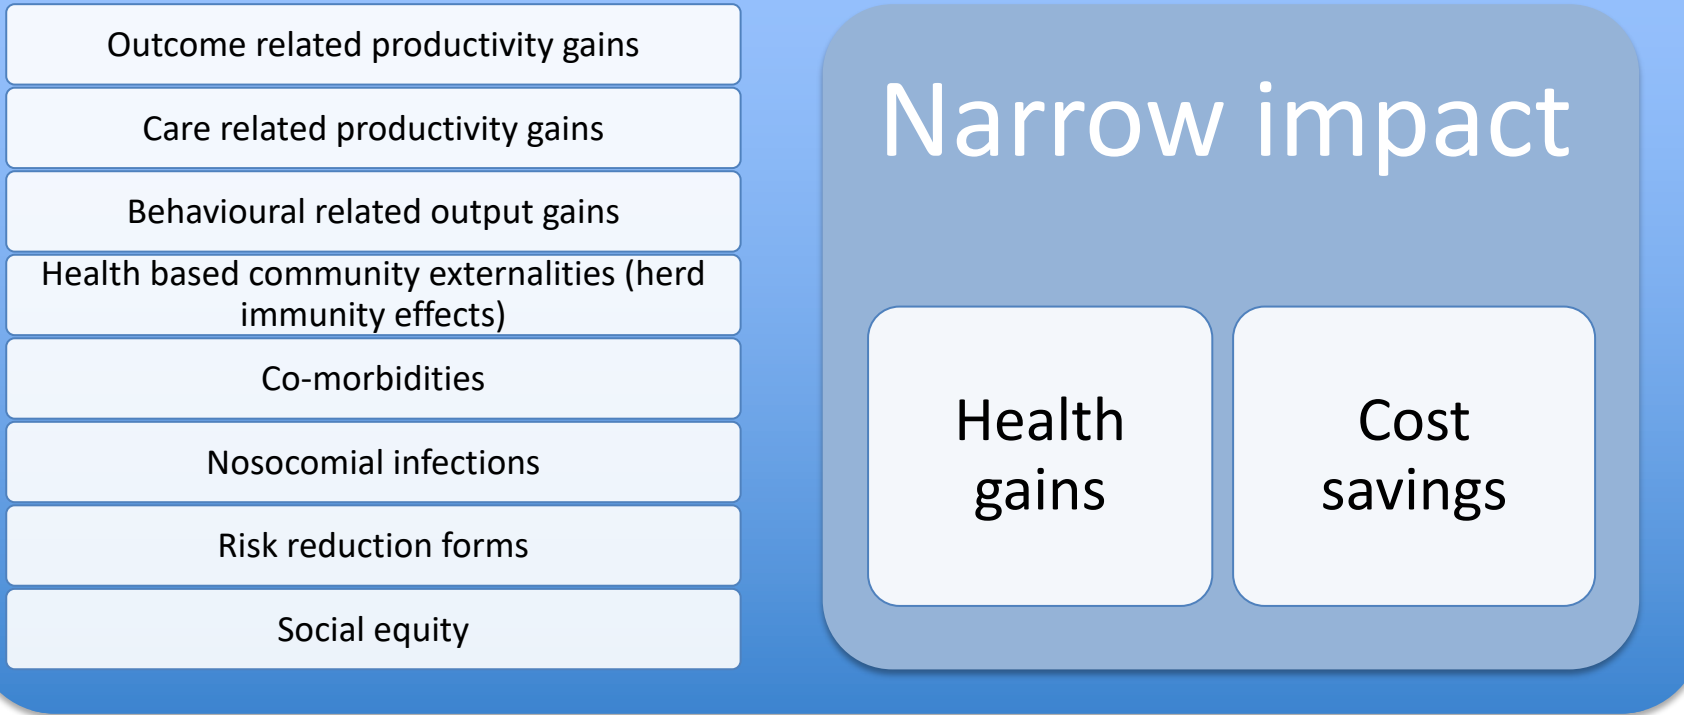 Outcome related productivity gains
Care related productivity gains
Behavioural related output gains
Health based community externalities (herd
immunity effects)
Co-morbidities
Nosocomial infections
Risk reduction forms
Social equity
Narrow impact
Health
gains
Cost
savings